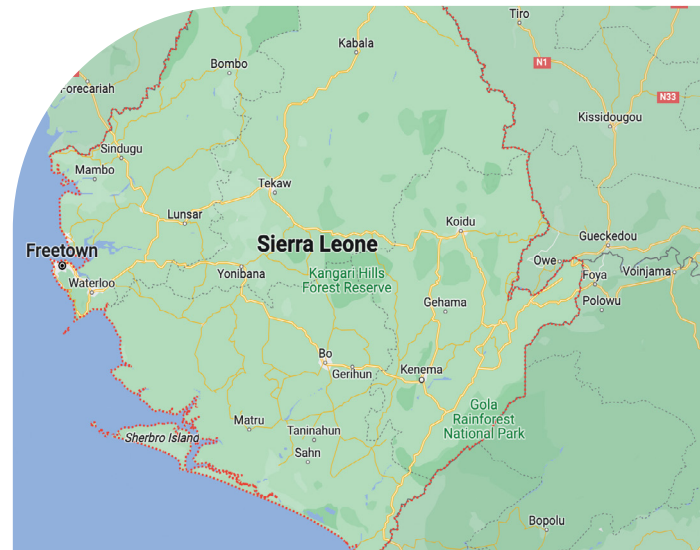 Tiro
Kabala
Bombo
N1
Forecariah
N33
Kissidougou
Sindugu
Mambo
Tekaw
Lunsar
Koidu
Gueckedou
Sierra Leone
Freetown
Owe
Yonibana
Kangari Hills
Forest Reserve
Foya
Voinjama
Waterloo
Gehama
Polowu
Bo
Gerihun
Kenema
Gola
Rainforest
National Park
Matru
Taninahun
Sherbro Island
Sahn
Bopolu